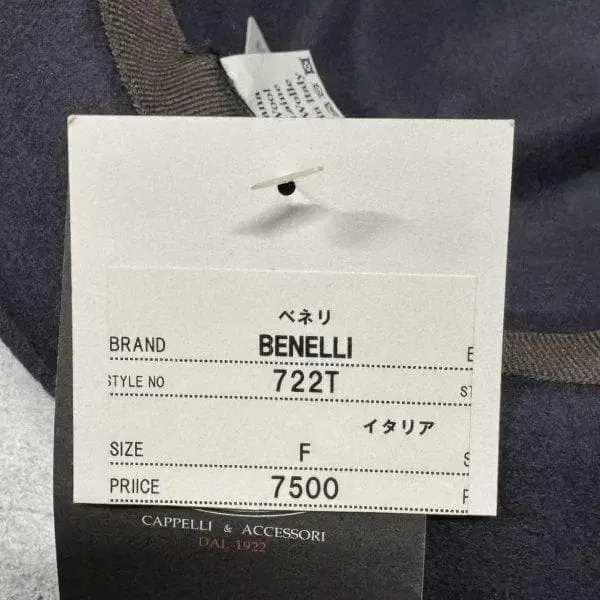 ベネリ
BRAND BENELLI
STYLE NO 722T
イタリア
SIZE F
PRIICE 7500
CAPPELLI & ACCESSORI
DAL 1922